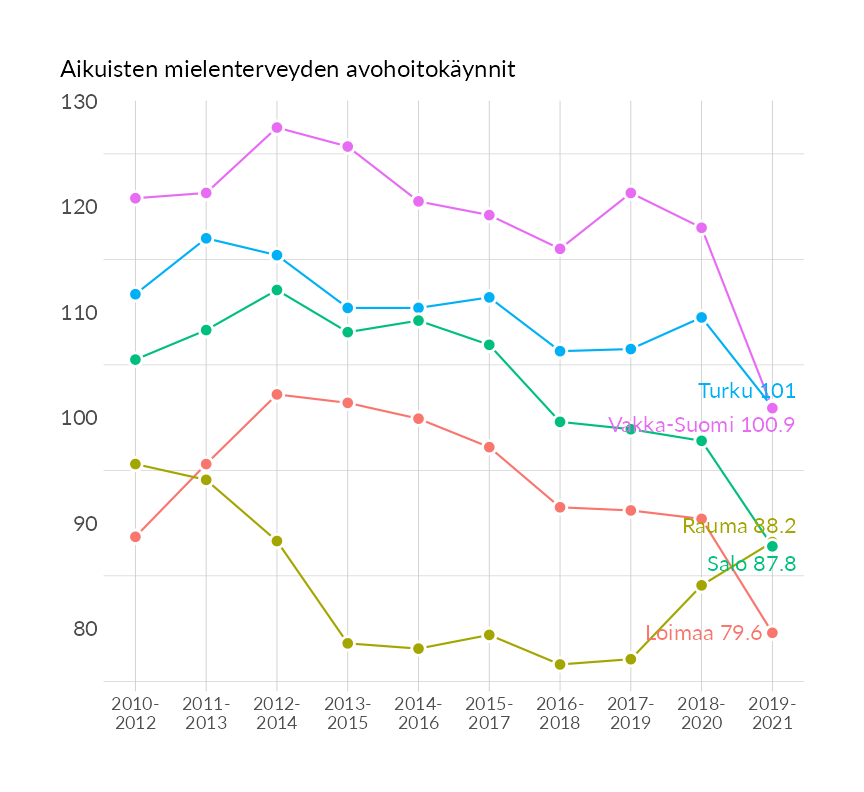 Aikuisten mielenterveyden avohoitokäynnit
130
120
110
100
90
80
Turku 101
Vakka-Suomi 100.9
Rauma 88.2
Salo 87.8
Loimaa 79.6
2010- 2011- 2012- 2013- 2014- 2015- 2016- 2017- 2018- 2019-
2012 2013 2014 2015 2016 2017 2018 2019 2020 2021